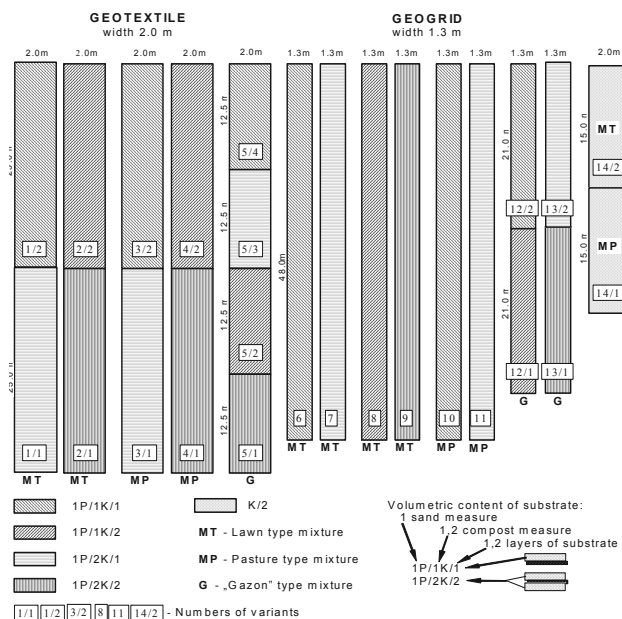 GEOTEXTILE
width 2.0 m
GEOGRID
width 1.3 m
2.0m 2.0m 2.0m 2.0m 2.0m 1.3m 1.3m 1.3m 1.3m 1.3m 1.3m 1.3m 1.3m 2.0m
12.5 m
15.0 m
MT
21.0 m
5/4
14/2
12.5 m
12/2 13/2
1/2 2/2 3/2 4/2 5/3
48.0m
15.0 m
MP
14/1
12.5 m
21.0 m
5/2
12/1 13/1
25.0 m
G G
12.5 m
6 7 8 9 10 11
MT MT MT MT MP MP
1/1 2/1 3/1 4/1 5/1
MT MT MP MP G
1P/1K/1
1P/1K/2
1P/2K/1
1P/2K/2
K/2
MT - Lawn type mixture
MP - Pasture type mixture
G - „Gazon" type mixture
Volumetric content of substrate:
1 sand measure
1,2 compost measure
1,2 layers of substrate
1P/1K/1
1P/2K/2
1/1 1/2 3/2 8 11 14/2 - Numbers of variants